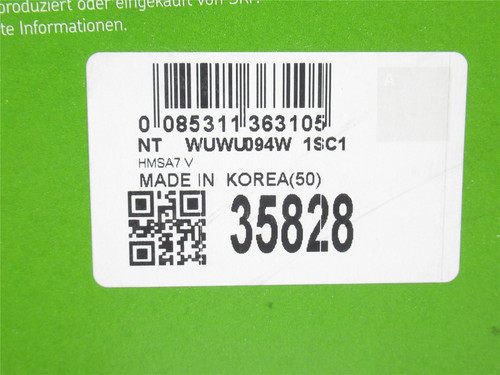 produziert oder eingekauft von SKF.
te Informationen.
0 085311 363105
NT WUWU094W 1SC1
HMSA7 V
MADE IN KOREA(50)
35828